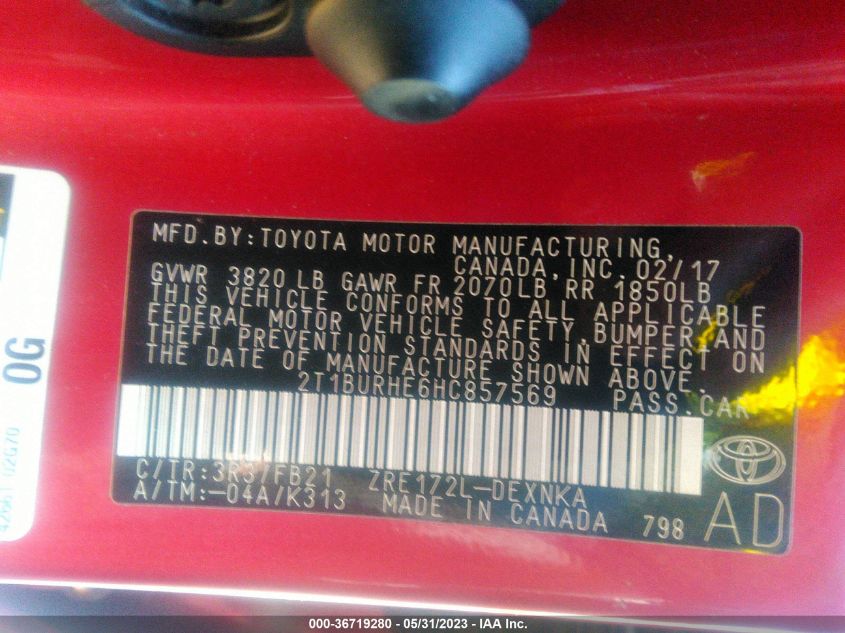 MFD.BY:TOYOTA MOTOR MANUFACTURING,
CANADA,INC. 02/17
GVWR 3820 LB GAWR FR 2070LB RR 1850LB
THIS VEHICLE CONFORMS TO ALL APPLICABLE
FEDERAL MOTOR VEHICLE SAFETY,BUMPER,AND
THEFT PREVENTION STANDARDS IN EFFECT ON
THE DATE OF MANUFACTURE SHOWN ABOVE.
2T1BURHE6HC857569 PASS.CAR
C/TR:3R37FB21 ZRE172L-DEXNKA
A/TM:-04A/K313 MADE IN CANADA 798 AD
0G
02G70
000-36719280 - 05/31/2023 - IAA Inc.